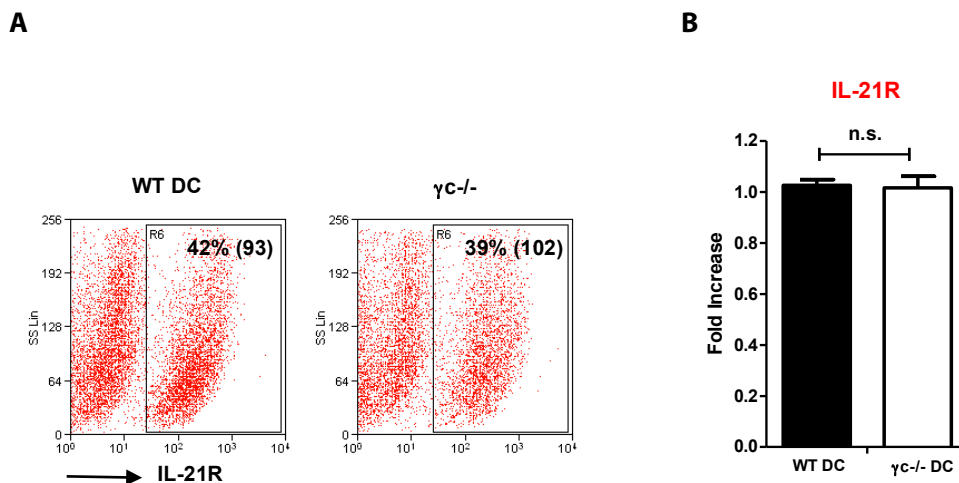 A
WT DC
256
192
128
64
0
SS Lin
R6
42% (93)
10⁰ 10¹ 10² 10³ 10⁴
IL-21R
γc-/-
256
192
128
64
0
SS Lin
R6
39% (102)
10⁰ 10¹ 10² 10³ 10⁴
B
IL-21R
n.s.
1.2
1.0
0.8
0.6
0.4
0.2
0.0
Fold Increase
WT DC γc-/- DC